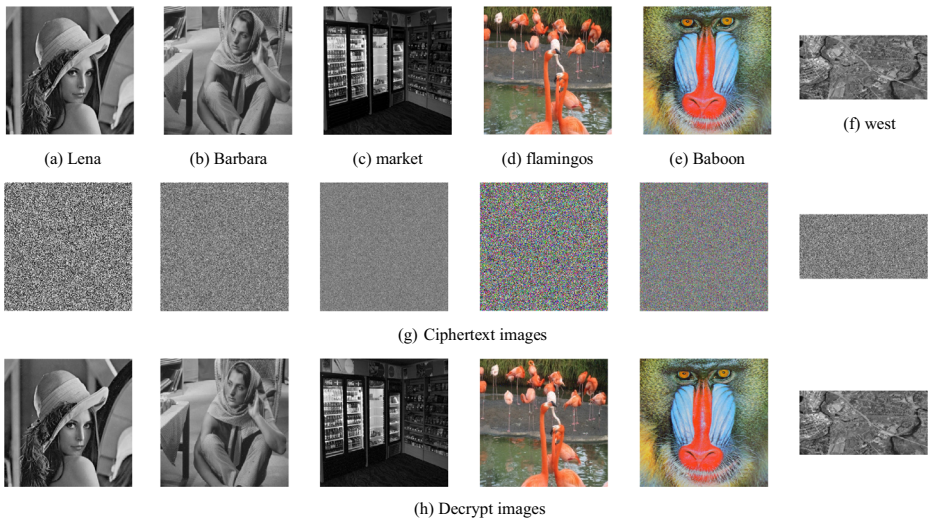 (a) Lena
(b) Barbara
(c) market
(d) flamingos
(e) Baboon
(f) west
(g) Ciphertext images
(h) Decrypt images